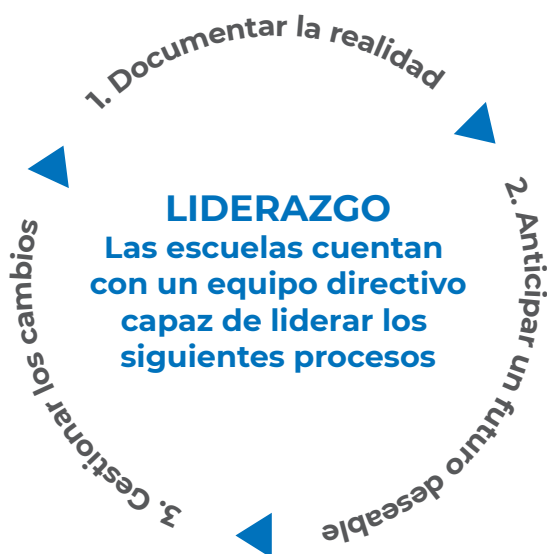 1. Documentar la realidad
2. Anticipar un futuro deseable
3. Gestionar los cambios
LIDERAZGO
Las escuelas cuentan
con un equipo directivo
capaz de liderar los
siguientes procesos